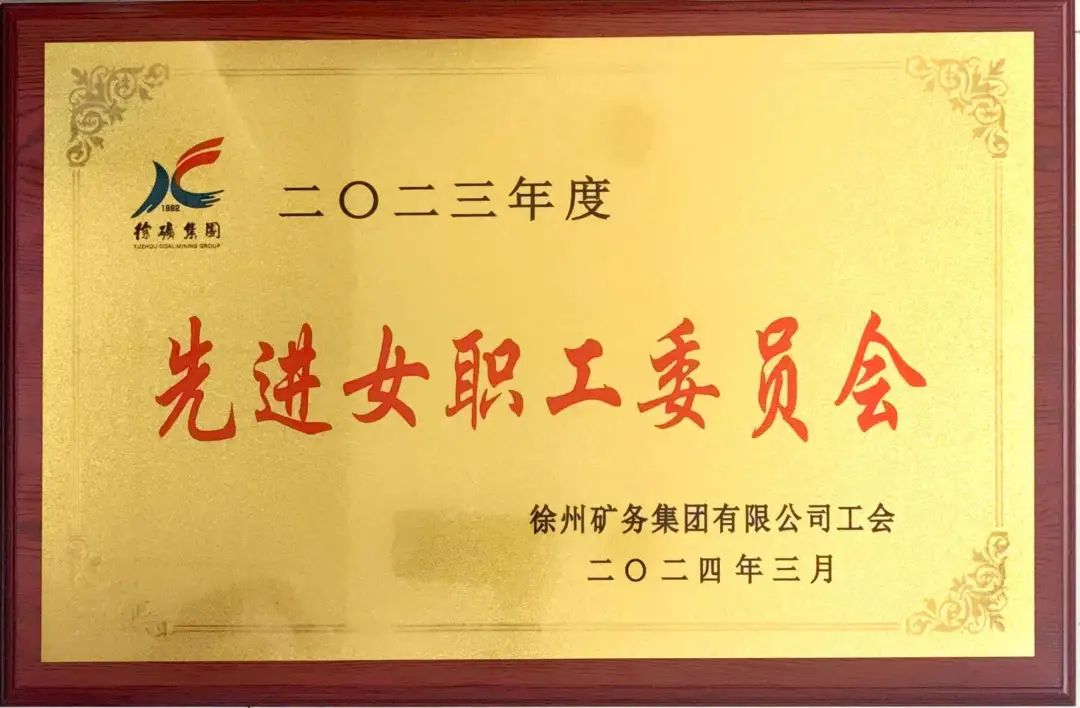 1882
徐矿集团
XUZHOU COAL MINING GROUP
二〇二三年度
先进女职工委员会
徐州矿务集团有限公司工会
二〇二四年三月